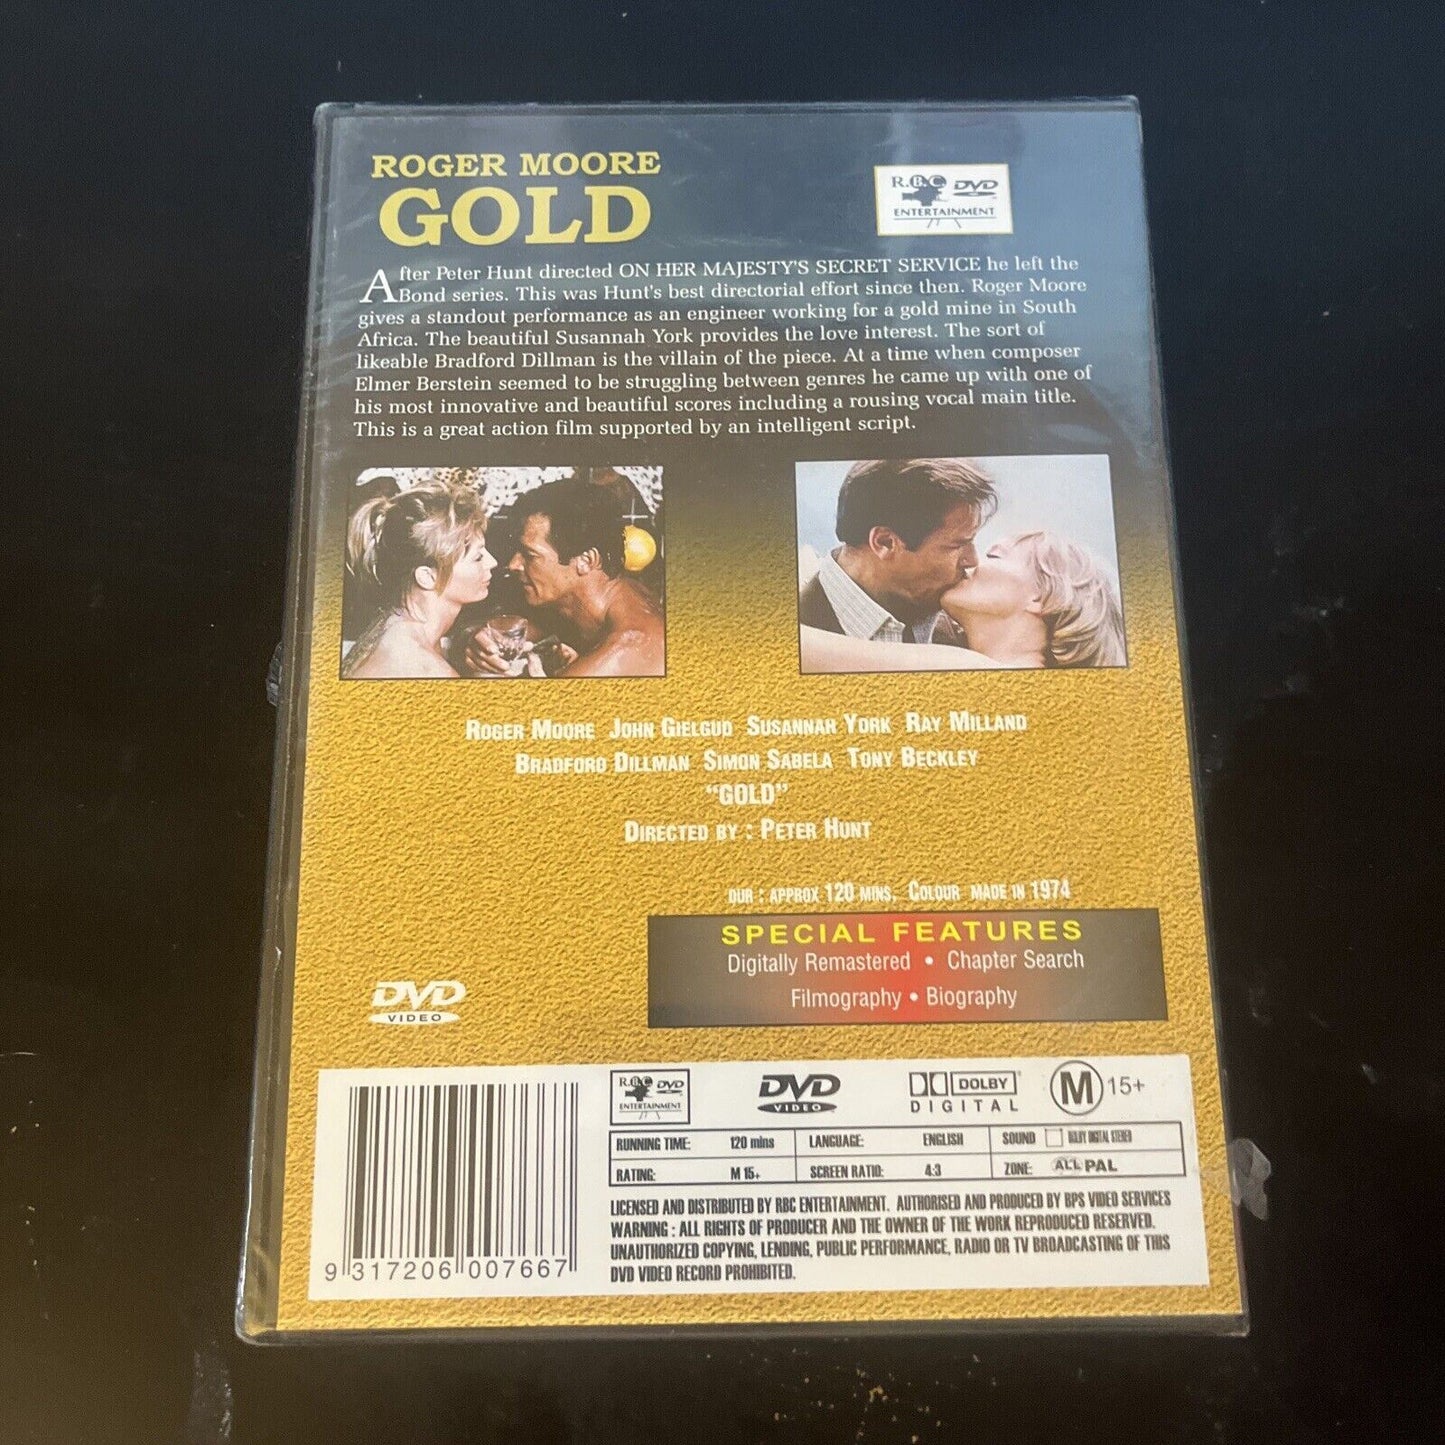 ROGER MOORE
GOLD
R.B.C. DVD
ENTERTAINMENT
After Peter Hunt directed ON HER MAJESTY'S SECRET SERVICE he left the
Bond series. This was Hunt's best directorial effort since then. Roger Moore
gives a standout performance as an engineer working for a gold mine in South
Africa. The beautiful Susannah York provides the love interest. The sort of
likeable Bradford Dillman is the villain of the piece. At a time when composer
Elmer Berstein seemed to be struggling between genres he came up with one of
his most innovative and beautiful scores including a rousing vocal main title.
This is a great action film supported by an intelligent script.
ROGER MOORE JOHN GIELGUD SUSANNAH YORK RAY MILLAND
BRADFORD DILLMAN SIMON SABELA TONY BECKLEY
"GOLD"
DIRECTED BY : PETER HUNT
DUR : APPROX 120 MINS, COLOUR MADE IN 1974
SPECIAL FEATURES
Digitally Remastered • Chapter Search
Filmography • Biography
DVD
VIDEO
R.B.C. DVD
ENTERTAINMENT
DVD
VIDEO
DOLBY
DIGITAL
M 15+
RUNNING TIME: 120 mins LANGUAGE: ENGLISH SOUND DOLBY DIGITAL STEREO
RATING: M 15+ SCREEN RATIO: 4:3 ZONE: ALL PAL
LICENSED AND DISTRIBUTED BY RBC ENTERTAINMENT. AUTHORISED AND PRODUCED BY BPS VIDEO SERVICES
WARNING : ALL RIGHTS OF PRODUCER AND THE OWNER OF THE WORK REPRODUCED RESERVED.
UNAUTHORIZED COPYING, LENDING, PUBLIC PERFORMANCE, RADIO OR TV BROADCASTING OF THIS
DVD VIDEO RECORD PROHIBITED.
9 317206 007667